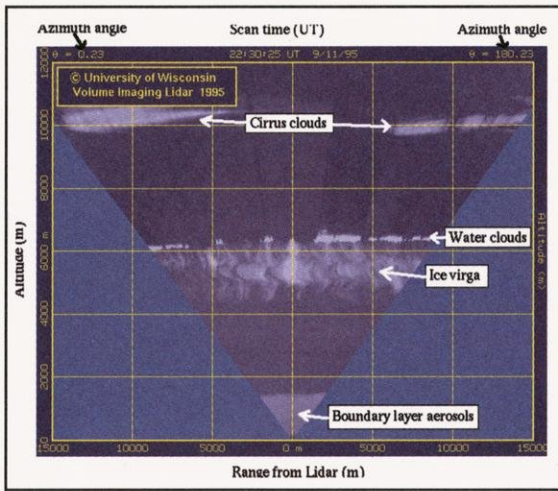 Azimuth angle Scan time (UT) Azimuth angle
θ = 0.23 22:30:25 UT 9/11/95 θ = 180.23
© University of Wisconsin
Volume Imaging Lidar 1995
Cirrus clouds
Water clouds
Ice virga
Boundary layer aerosols
12000
10000
8000
6000
4000
2000
Altitude (m)
Altitude (m)
15000 10000 5000 0 m 5000 10000 15000
Range from Lidar (m)